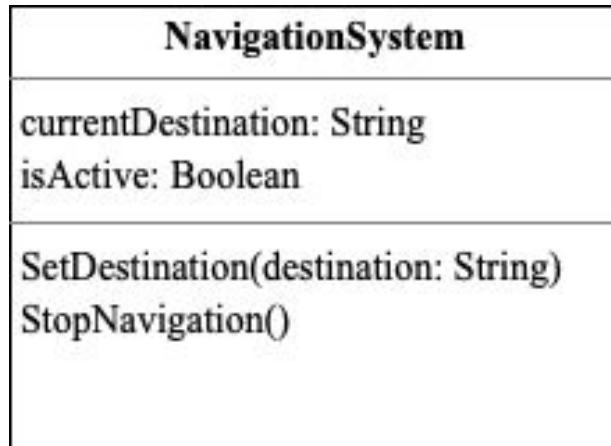 NavigationSystem
currentDestination: String
isActive: Boolean
SetDestination(destination: String)
StopNavigation()